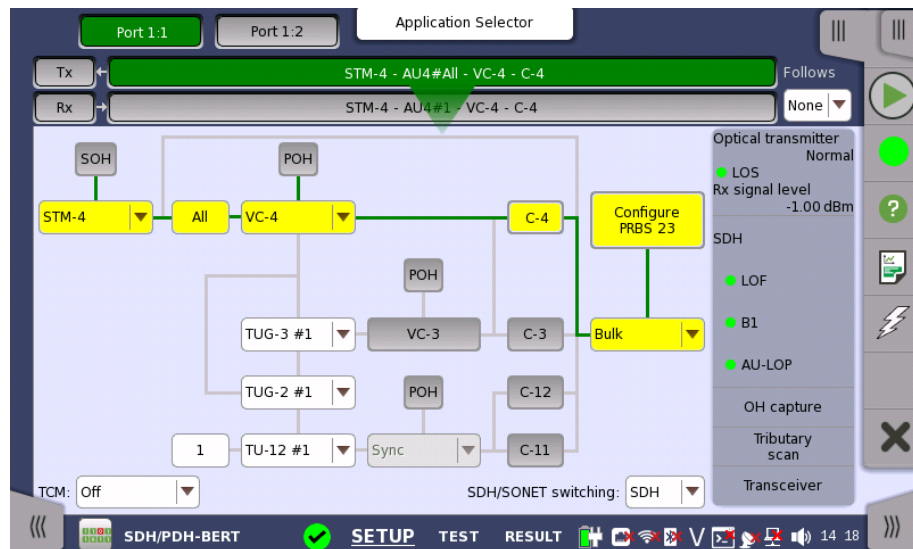 Application Selector
Port 1:1
Port 1:2
Tx
STM-4 - AU4#All - VC-4 - C-4
Follows
Rx
STM-4 - AU4#1 - VC-4 - C-4
None
SOH
POH
STM-4
All
VC-4
C-4
Configure
PRBS 23
POH
TUG-3 #1
VC-3
C-3
Bulk
TUG-2 #1
POH
C-12
1
TU-12 #1
Sync
C-11
TCM:
Off
SDH/SONET switching:
SDH
Optical transmitter
Normal
LOS
Rx signal level
-1.00 dBm
SDH
LOF
B1
AU-LOP
OH capture
Tributary
scan
Transceiver
SDH/PDH-BERT
SETUP
TEST
RESULT
V
14 18